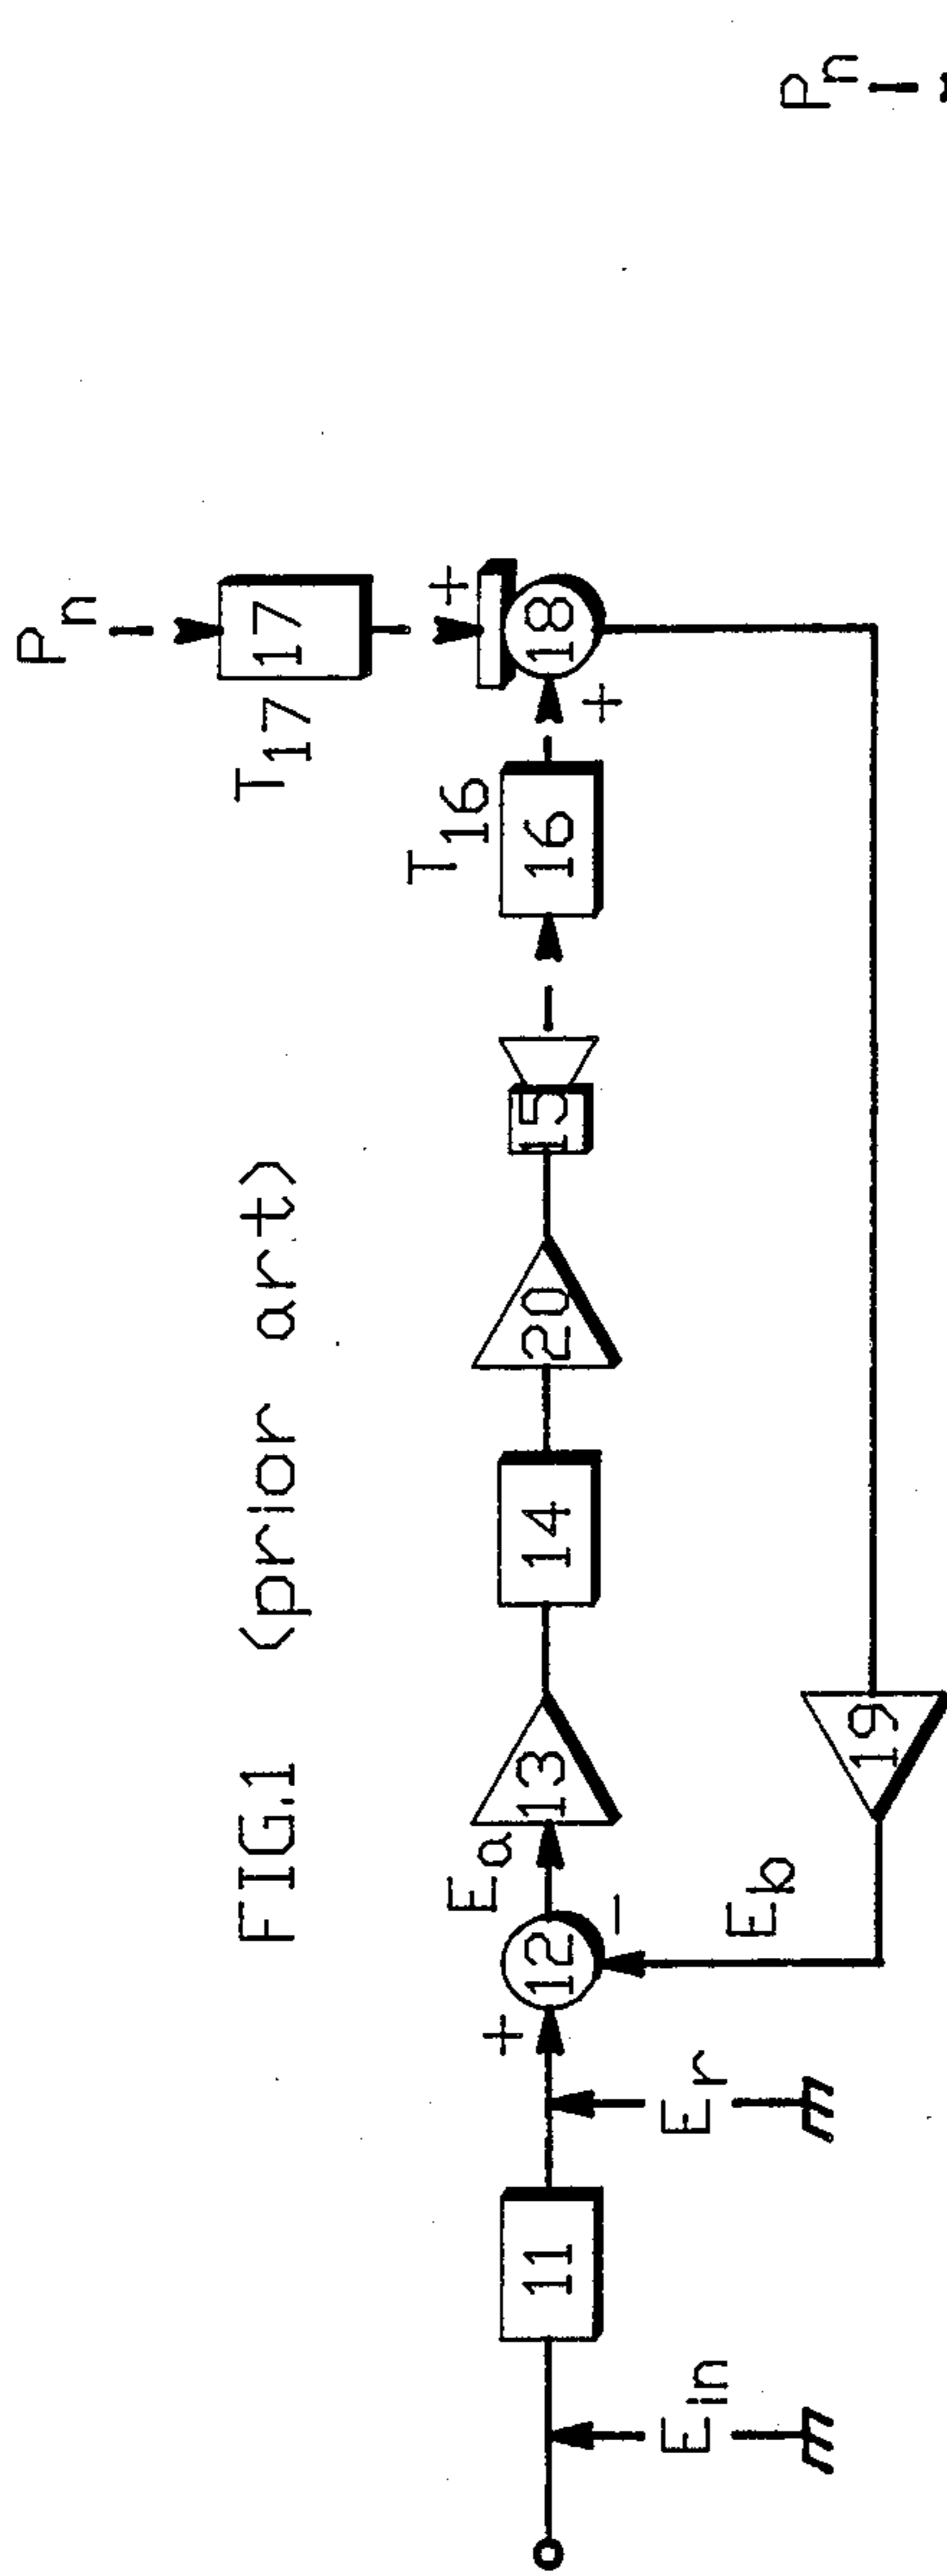 FIG.1 (prior art)
P_n
17
T_17
T_16
+
E_in
11
E_r
+
12
−
E_a
13
14
20
15
16
+
18
E_b
19
P_n